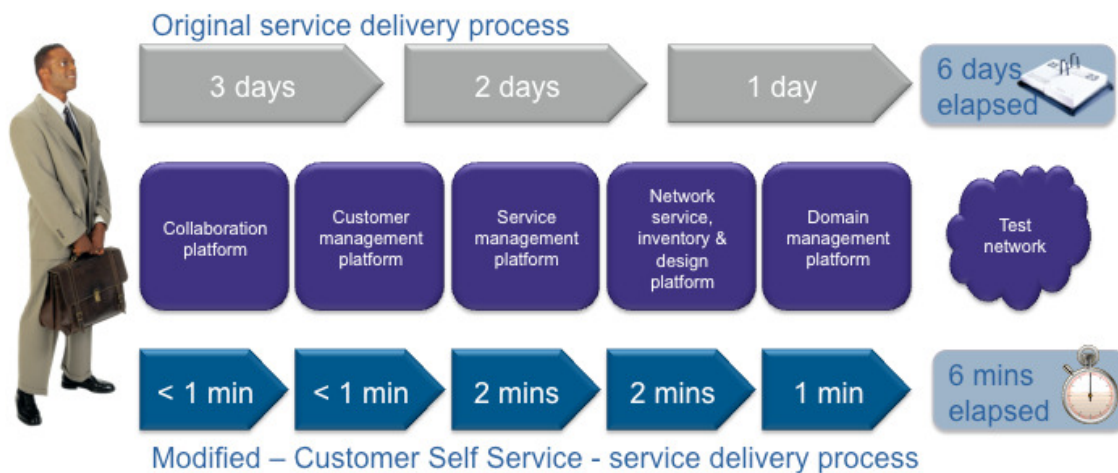 Original service delivery process
3 days
2 days
1 day
6 days
elapsed
Collaboration
platform
Customer
management
platform
Service
management
platform
Network
service,
inventory &
design
platform
Domain
management
platform
Test
network
< 1 min
< 1 min
2 mins
2 mins
1 min
6 mins
elapsed
Modified – Customer Self Service - service delivery process